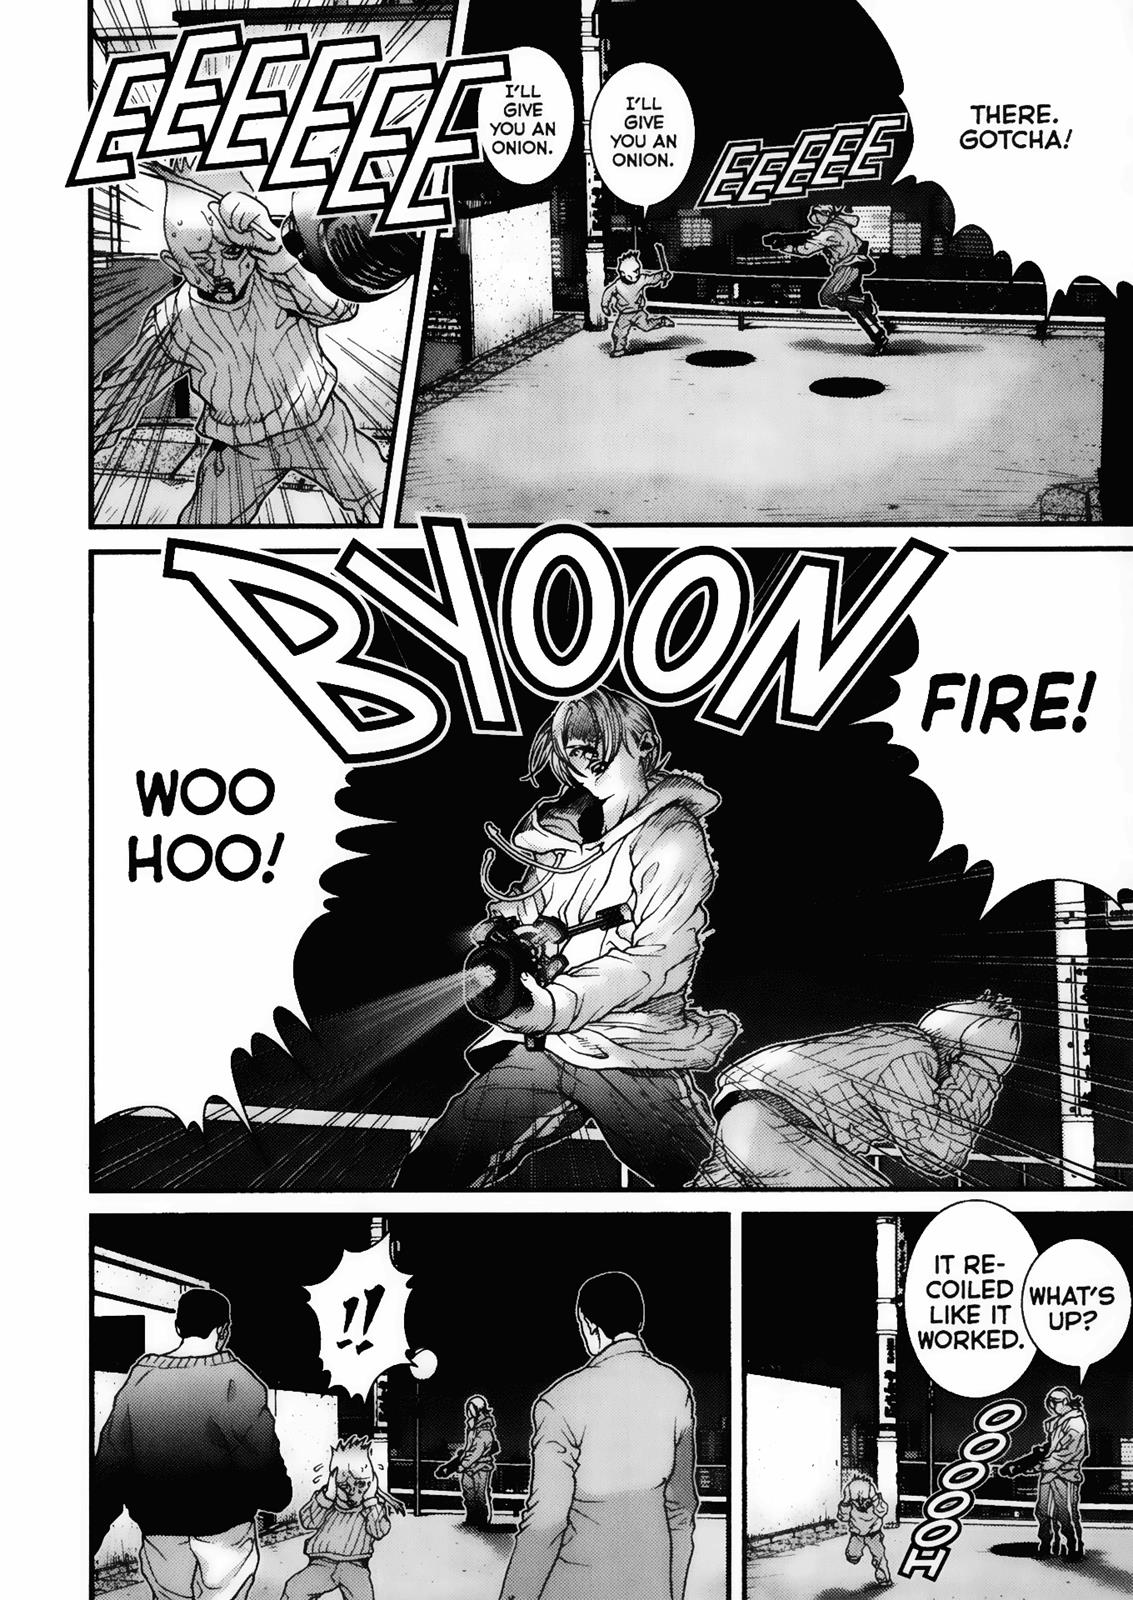 THERE.
GOTCHA!
EEEEE
I'LL
GIVE
YOU AN
ONION.
I'LL
GIVE
YOU AN
ONION.
EEEEEE
BYOON
FIRE!
WOO
HOO!
WHAT'S
UP?
IT RE-
COILED
LIKE IT
WORKED.
OOOOOOH
!!